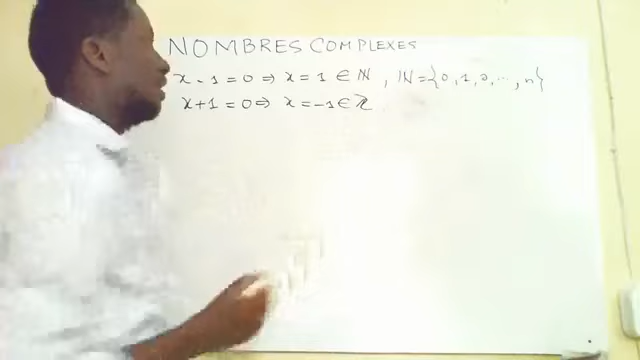 NOMBRES COMPLEXES
x - 1 = 0 ⇒ x = 1 ∈ ℕ , ℕ = {0, 1, 2, ..., n}
x + 1 = 0 ⇒ x = -1 ∈ ℤ